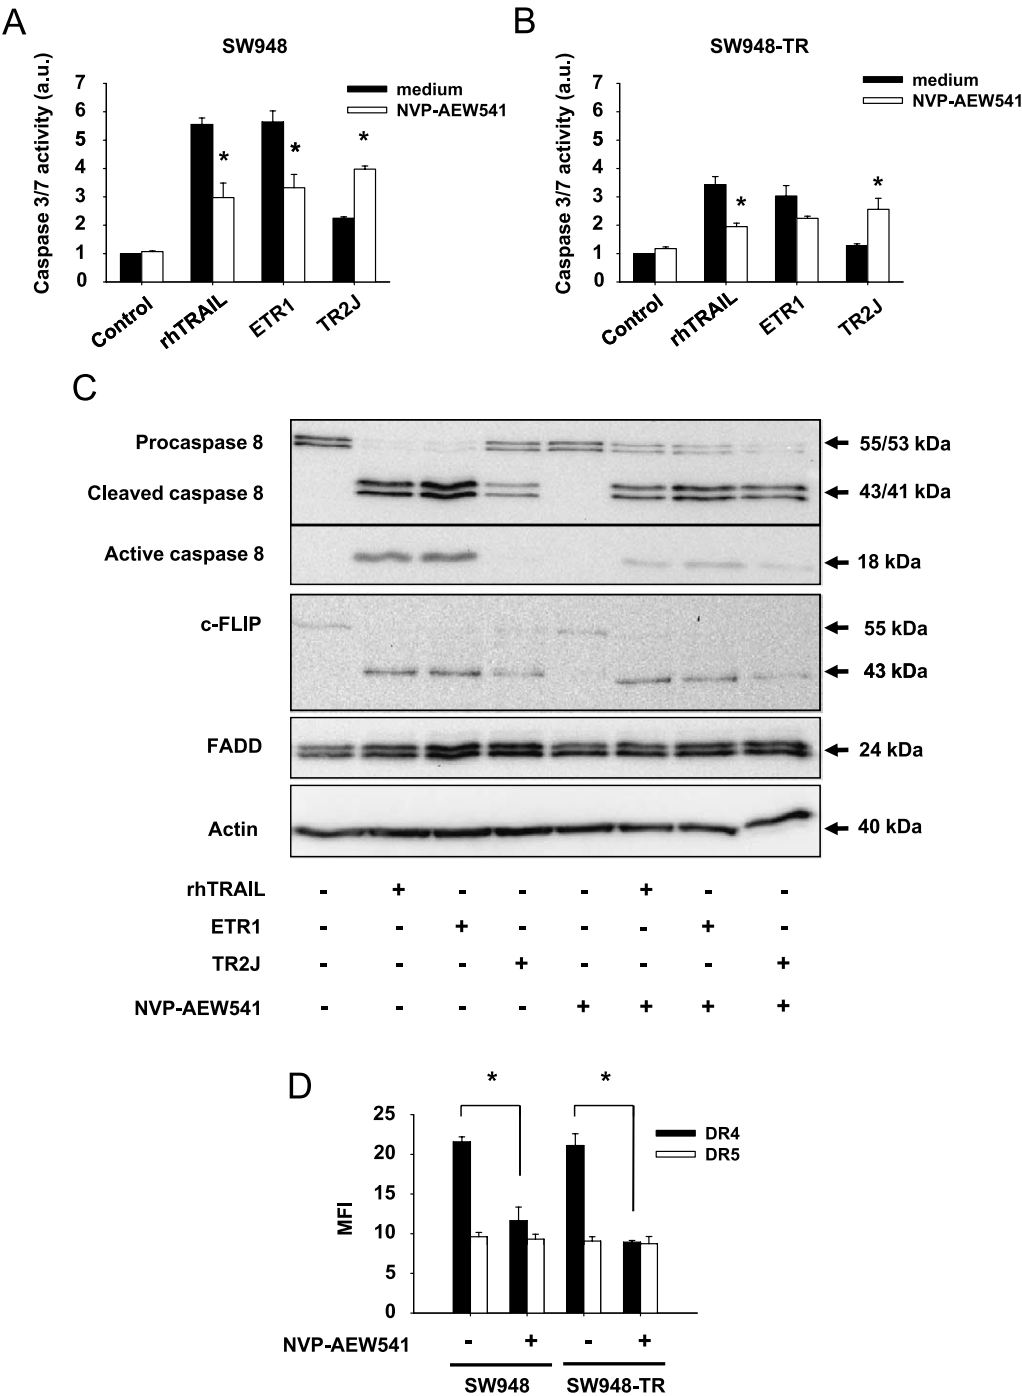 A
SW948
Caspase 3/7 activity (a.u.)
7
6
5
4
3
2
1
0
medium
NVP-AEW541
*
*
*
Control
rhTRAIL
ETR1
TR2J
B
SW948-TR
Caspase 3/7 activity (a.u.)
7
6
5
4
3
2
1
0
medium
NVP-AEW541
*
*
Control
rhTRAIL
ETR1
TR2J
C
Procaspase 8
55/53 kDa
Cleaved caspase 8
43/41 kDa
Active caspase 8
18 kDa
c-FLIP
55 kDa
43 kDa
FADD
24 kDa
Actin
40 kDa
rhTRAIL - + - - - + - -
ETR1 - - + - - - + -
TR2J - - - + - - - +
NVP-AEW541 - - - - + + + +
D
* *
MFI
25
20
15
10
5
0
DR4
DR5
NVP-AEW541 - + - +
SW948 SW948-TR